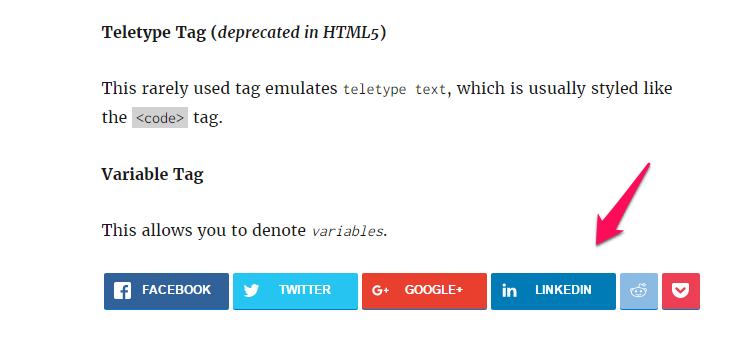 Teletype Tag (deprecated in HTML5)
This rarely used tag emulates teletype text, which is usually styled like
the <code> tag.
Variable Tag
This allows you to denote variables.
FACEBOOK TWITTER G+ GOOGLE+ in LINKEDIN